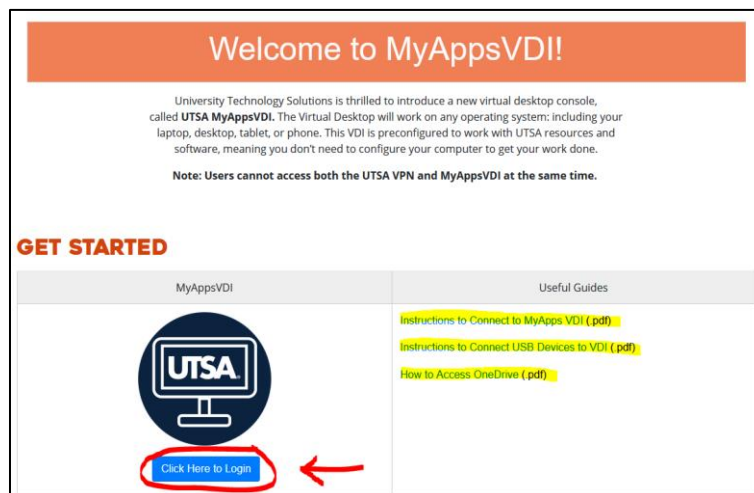 Welcome to MyAppsVDI!
University Technology Solutions is thrilled to introduce a new virtual desktop console,
called UTSA MyAppsVDI. The Virtual Desktop will work on any operating system: including your
laptop, desktop, tablet, or phone. This VDI is preconfigured to work with UTSA resources and
software, meaning you don't need to configure your computer to get your work done.
Note: Users cannot access both the UTSA VPN and MyAppsVDI at the same time.
GET STARTED
MyAppsVDI
Useful Guides
Instructions to Connect to MyApps VDI (.pdf)
Instructions to Connect USB Devices to VDI (.pdf)
How to Access OneDrive (.pdf)
UTSA.
Click Here to Login